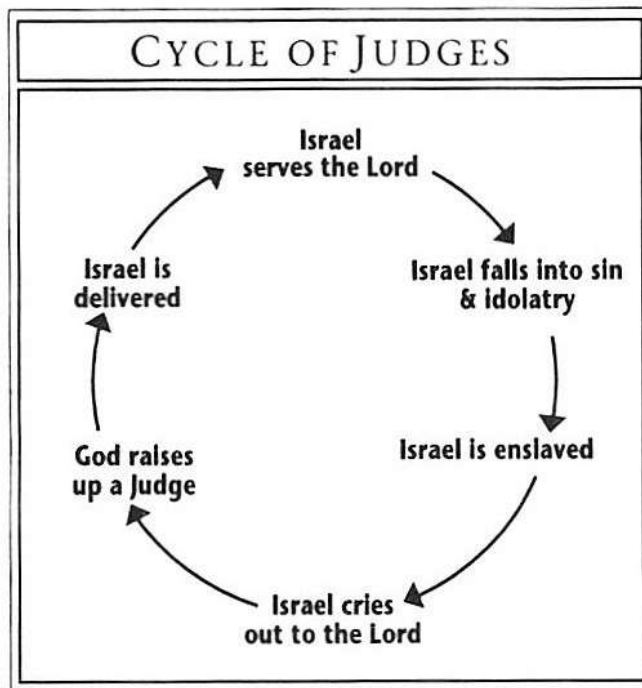 CYCLE OF JUDGES
Israel
serves the Lord
Israel falls into sin
& idolatry
Israel is enslaved
Israel cries
out to the Lord
God raises
up a Judge
Israel is
delivered